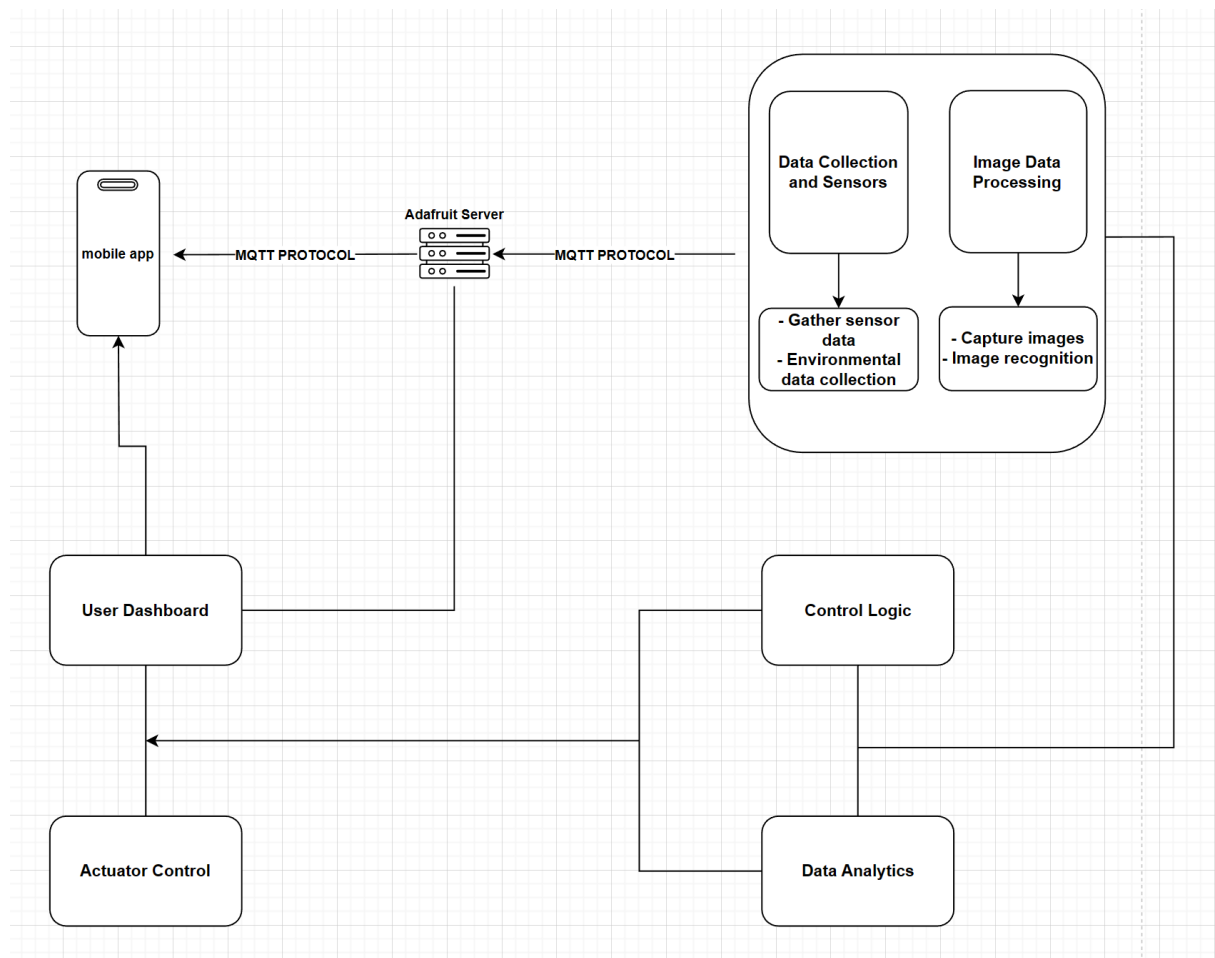 Data Collection
and Sensors
Image Data
Processing
Adafruit Server
mobile app
MQTT PROTOCOL
MQTT PROTOCOL
- Gather sensor
data
- Environmental
data collection
- Capture images
- Image recognition
User Dashboard
Control Logic
Actuator Control
Data Analytics